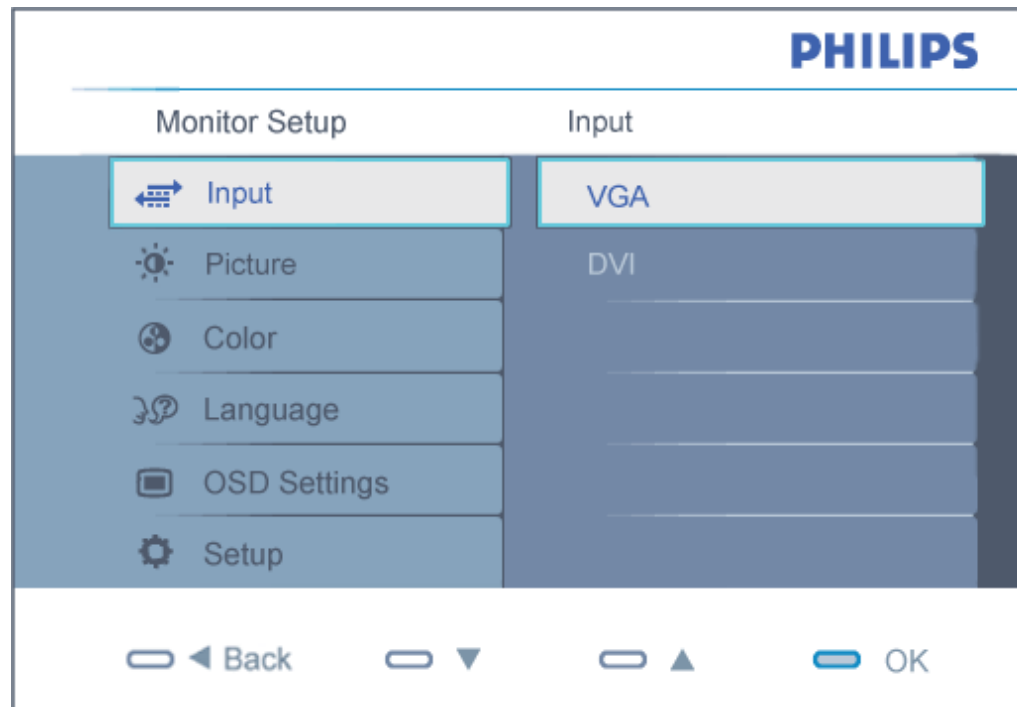 PHILIPS
Monitor Setup Input
Input VGA
Picture DVI
Color
Language
OSD Settings
Setup
Back OK